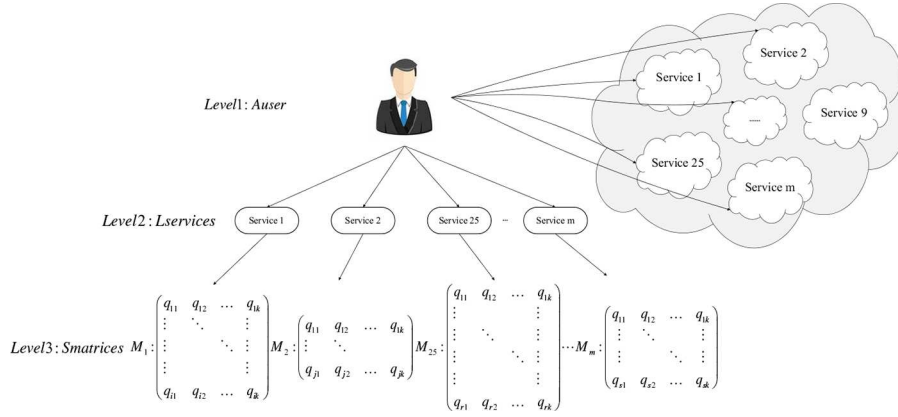 Service 2
Service 1
Level1: Auser
......
Service 9
Service 25
Service m
Level2: Lservices Service 1 Service 2 Service 25 ... Service m
Level3: Smatrices
M₁: ( q₁₁ q₁₂ ⋯ q₁ₖ
⋮ ⋱ ⋮
⋮ ⋱ ⋮
⋮ ⋮
qᵢ₁ qᵢ₂ ⋯ qᵢₖ )
M₂: ( q₁₁ q₁₂ ⋯ q₁ₖ
⋮ ⋱
qⱼ₁ qⱼ₂ ⋯ qⱼₖ )
M₂₅: ( q₁₁ q₁₂ ⋯ q₁ₖ
⋮ ⋮
⋮ ⋱ ⋮
⋮ ⋱ ⋮
⋮ ⋮
qᵣ₁ qᵣ₂ ⋯ qᵣₖ )
⋯ Mₘ: ( q₁₁ q₁₂ ⋯ q₁ₖ
⋮ ⋱ ⋮
⋮ ⋱ ⋮
qₛ₁ qₛ₂ ⋯ qₛₖ )